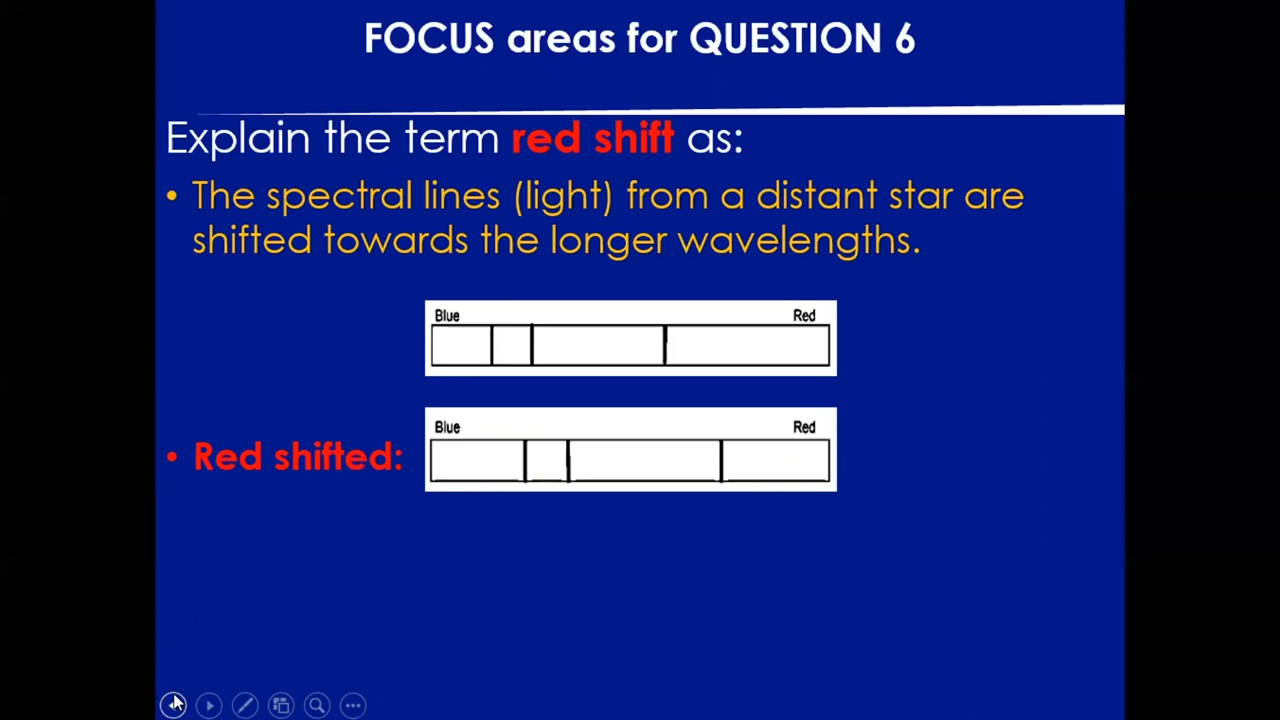 FOCUS areas for QUESTION 6
Explain the term red shift as:
• The spectral lines (light) from a distant star are
shifted towards the longer wavelengths.
Blue Red
Blue Red
• Red shifted: